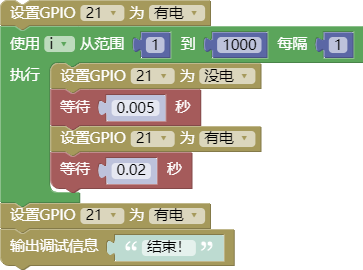 设置GPIO 21 为 有电
使用 i 从范围 1 到 1000 每隔 1
执行 设置GPIO 21 为 没电
等待 0.005 秒
设置GPIO 21 为 有电
等待 0.02 秒
设置GPIO 21 为 有电
输出调试信息 “ 结束！ ”